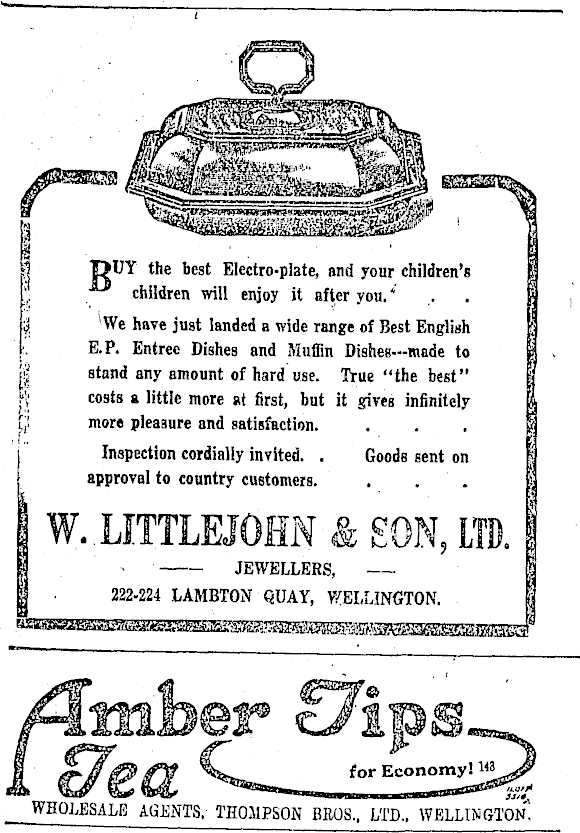 BUY the best Electro-plate, and your children's
children will enjoy it after you. . .
We have just landed a wide range of Best English
E.P. Entree Dishes and Muffin Dishes---made to
stand any amount of hard use. True "the best"
costs a little more at first, but it gives infinitely
more pleasure and satisfaction. . . .
Inspection cordially invited. . Goods sent on
approval to country customers. . . .
W. LITTLEJOHN & SON, LTD.
JEWELLERS,
222-224 LAMBTON QUAY, WELLINGTON.
Amber Tips
Tea
for Economy! 143
WHOLESALE AGENTS, THOMPSON BROS., LTD., WELLINGTON.